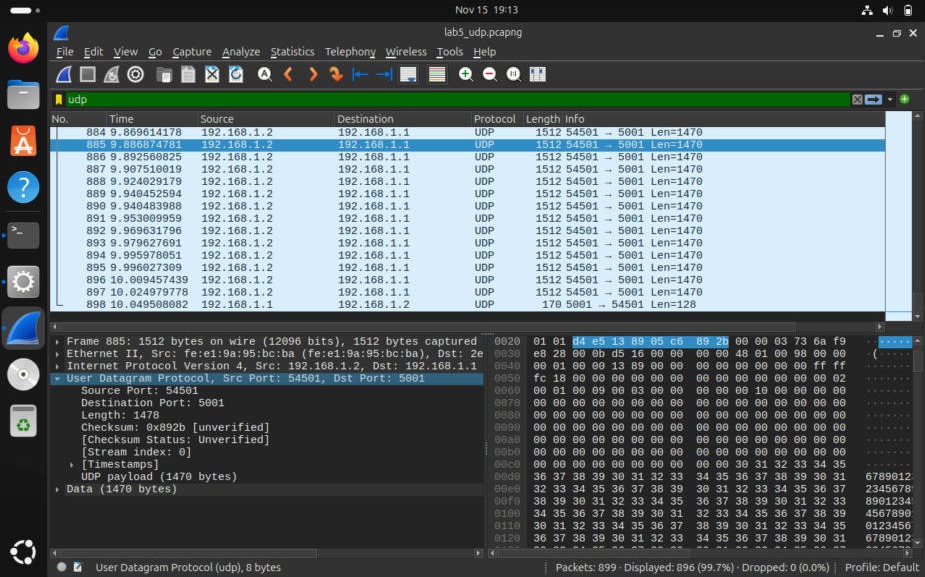 Nov 15 19:13
lab5_udp.pcapng
File Edit View Go Capture Analyze Statistics Telephony Wireless Tools Help
udp
No. Time Source Destination Protocol Length Info
884 9.869614178 192.168.1.2 192.168.1.1 UDP 1512 54501 → 5001 Len=1470
885 9.886874781 192.168.1.2 192.168.1.1 UDP 1512 54501 → 5001 Len=1470
886 9.892560825 192.168.1.2 192.168.1.1 UDP 1512 54501 → 5001 Len=1470
887 9.907510019 192.168.1.2 192.168.1.1 UDP 1512 54501 → 5001 Len=1470
888 9.924029179 192.168.1.2 192.168.1.1 UDP 1512 54501 → 5001 Len=1470
889 9.940452594 192.168.1.2 192.168.1.1 UDP 1512 54501 → 5001 Len=1470
890 9.940483988 192.168.1.2 192.168.1.1 UDP 1512 54501 → 5001 Len=1470
891 9.953009959 192.168.1.2 192.168.1.1 UDP 1512 54501 → 5001 Len=1470
892 9.969631796 192.168.1.2 192.168.1.1 UDP 1512 54501 → 5001 Len=1470
893 9.979627691 192.168.1.2 192.168.1.1 UDP 1512 54501 → 5001 Len=1470
894 9.995978051 192.168.1.2 192.168.1.1 UDP 1512 54501 → 5001 Len=1470
895 9.996027309 192.168.1.2 192.168.1.1 UDP 1512 54501 → 5001 Len=1470
896 10.009457439 192.168.1.2 192.168.1.1 UDP 1512 54501 → 5001 Len=1470
897 10.024979778 192.168.1.2 192.168.1.1 UDP 1512 54501 → 5001 Len=1470
898 10.049508082 192.168.1.1 192.168.1.2 UDP 170 5001 → 54501 Len=128
Frame 885: 1512 bytes on wire (12096 bits), 1512 bytes captured
Ethernet II, Src: fe:e1:9a:95:bc:ba (fe:e1:9a:95:bc:ba), Dst: 2e
Internet Protocol Version 4, Src: 192.168.1.2, Dst: 192.168.1.1
User Datagram Protocol, Src Port: 54501, Dst Port: 5001
Source Port: 54501
Destination Port: 5001
Length: 1478
Checksum: 0x892b [unverified]
[Checksum Status: Unverified]
[Stream index: 0]
[Timestamps]
UDP payload (1470 bytes)
Data (1470 bytes)
0020 01 01 d4 e5 13 89 05 c6 89 2b 00 00 03 73 6a f9
0030 e8 28 00 0b d5 16 00 00 00 00 48 01 00 98 00 00 ·(·····
0040 00 01 00 00 13 89 00 00 00 00 00 00 00 00 ff ff
0050 fc 18 00 00 00 00 00 00 00 00 00 00 00 00 00 02
0060 00 01 00 09 00 03 00 00 00 00 00 10 00 00 00 00
0070 00 00 00 00 00 00 00 00 00 00 00 00 00 00 00 00
0080 00 00 00 00 00 00 00 00 00 00 00 00 00 00 00 00
0090 00 00 00 00 00 00 00 00 00 00 00 00 00 00 00 00
00a0 00 00 00 00 00 00 00 00 00 00 00 00 00 00 00 00
00b0 00 00 00 00 00 00 00 00 00 00 00 00 00 00 00 00
00c0 00 00 00 00 00 00 00 00 00 00 30 31 32 33 34 35
00d0 36 37 38 39 30 31 32 33 34 35 36 37 38 39 30 31 6789012
00e0 32 33 34 35 36 37 38 39 30 31 32 33 34 35 36 37 2345678
00f0 38 39 30 31 32 33 34 35 36 37 38 39 30 31 32 33 8901234
0100 34 35 36 37 38 39 30 31 32 33 34 35 36 37 38 39 4567890
0110 30 31 32 33 34 35 36 37 38 39 30 31 32 33 34 35 0123456
0120 36 37 38 39 30 31 32 33 34 35 36 37 38 39 30 31 6789012
User Datagram Protocol (udp), 8 bytes
Packets: 899 · Displayed: 896 (99.7%) · Dropped: 0 (0.0%)
Profile: Default